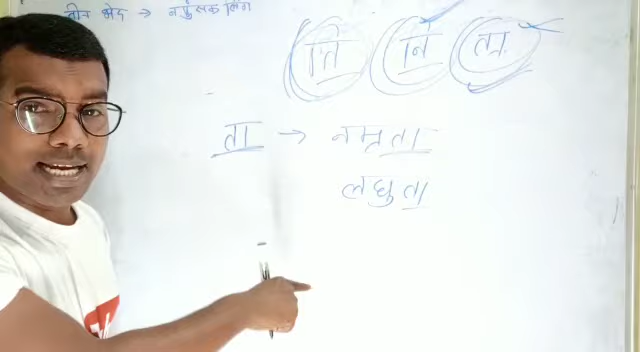 तीन भेद → नपुंसक लिंग
त्ति नि ता
ता → नम्रता
लघुता